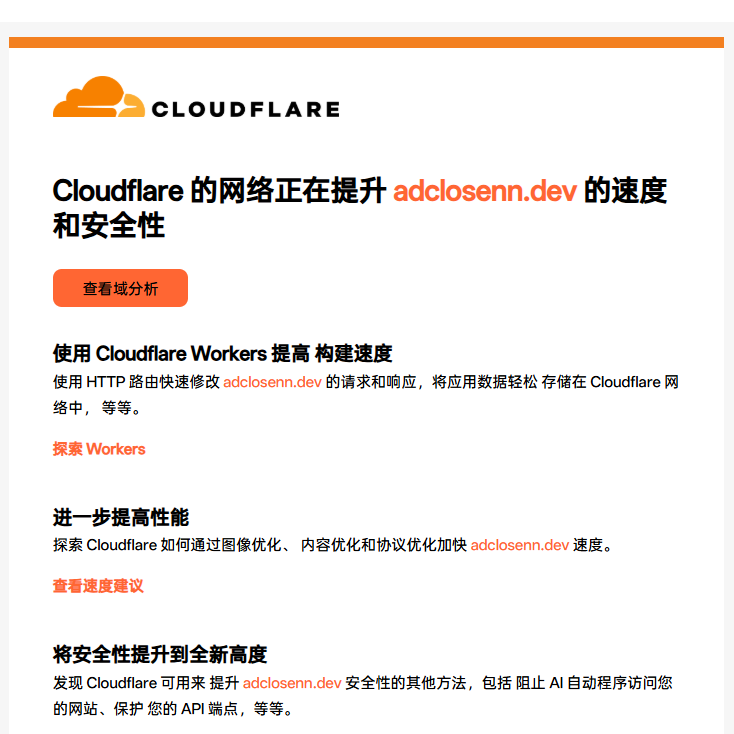 CLOUDFLARE
Cloudflare 的网络正在提升 adclosenn.dev 的速度
和安全性
查看域分析
使用 Cloudflare Workers 提高 构建速度
使用 HTTP 路由快速修改 adclosenn.dev 的请求和响应，将应用数据轻松 存储在 Cloudflare 网
络中， 等等。
探索 Workers
进一步提高性能
探索 Cloudflare 如何通过图像优化、 内容优化和协议优化加快 adclosenn.dev 速度。
查看速度建议
将安全性提升到全新高度
发现 Cloudflare 可用来 提升 adclosenn.dev 安全性的其他方法，包括 阻止 AI 自动程序访问您
的网站、保护 您的 API 端点，等等。